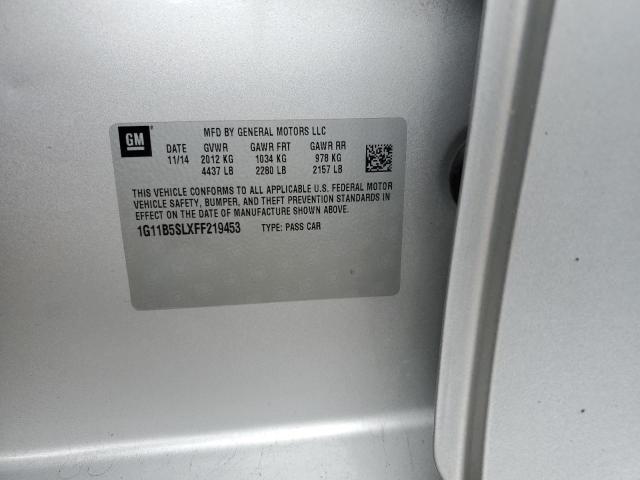 GM
MFD BY GENERAL MOTORS LLC
DATE GVWR GAWR FRT GAWR RR
11/14 2012 KG 1034 KG 978 KG
4437 LB 2280 LB 2157 LB
THIS VEHICLE CONFORMS TO ALL APPLICABLE U.S. FEDERAL MOTOR
VEHICLE SAFETY, BUMPER, AND THEFT PREVENTION STANDARDS IN
EFFECT ON THE DATE OF MANUFACTURE SHOWN ABOVE.
1G11B5SLXFF219453 TYPE: PASS CAR